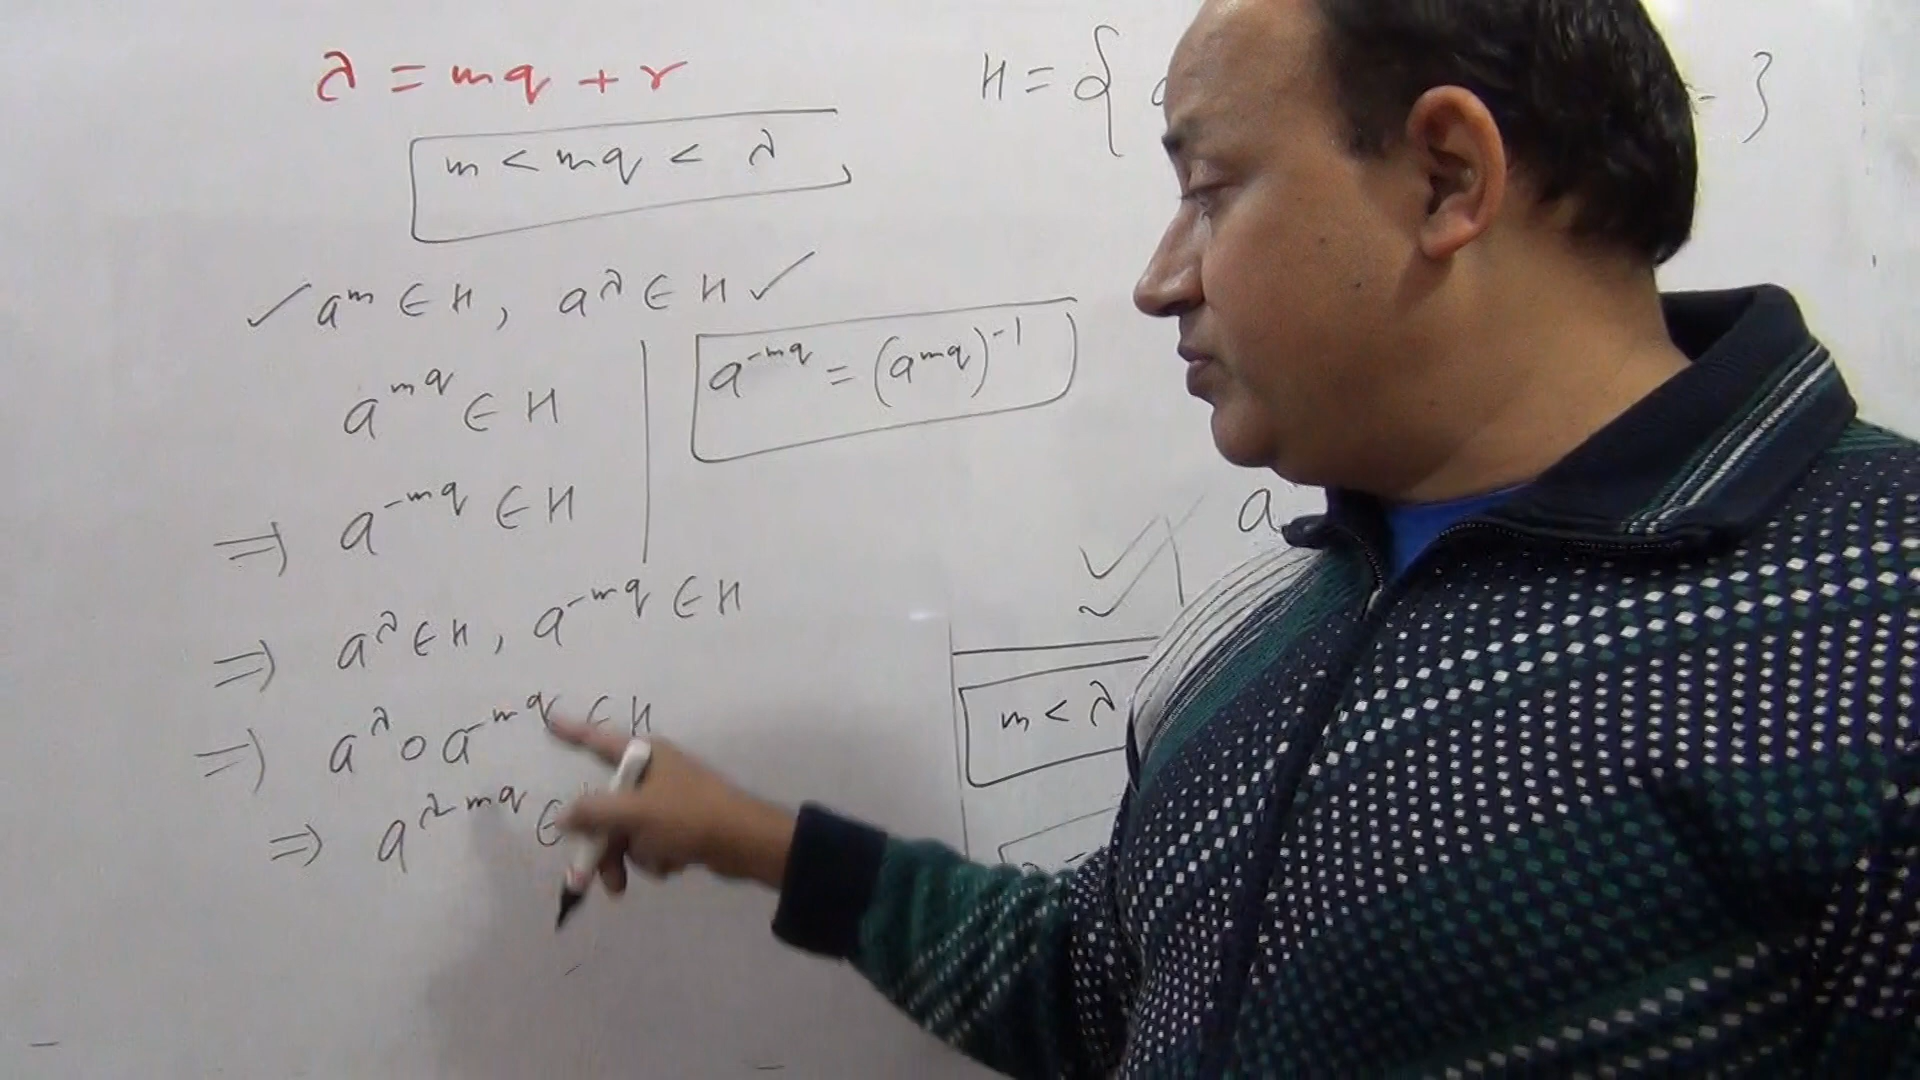 λ = mq + r
m < mq < λ
✓ a^m ∈ H, a^λ ∈ H ✓
a^{mq} ∈ H
a^{-mq} = (a^{mq})^{-1}
⇒ a^{-mq} ∈ H
⇒ a^λ ∈ H, a^{-mq} ∈ H
⇒ a^λ o a^{-mq} ∈ H
⇒ a^{λ-mq} ∈
H = { - }
a
m < λ